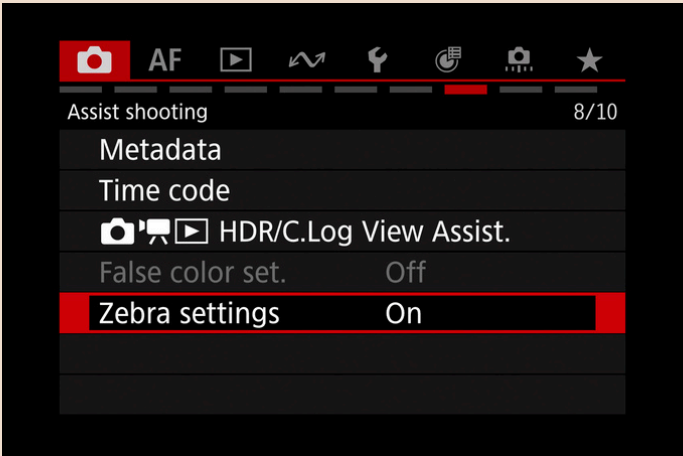 AF
Assist shooting 8/10
Metadata
Time code
HDR/C.Log View Assist.
False color set. Off
Zebra settings On